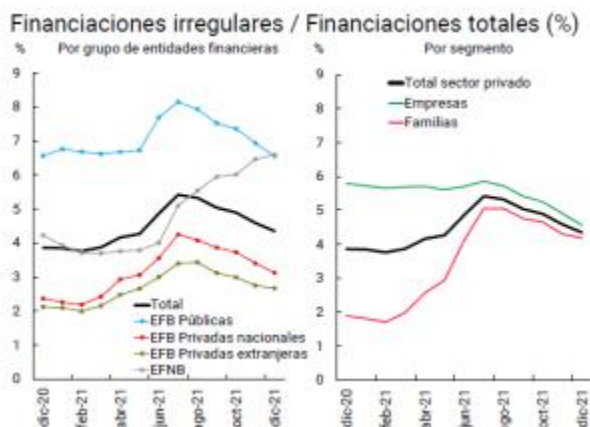 Financiaciones irregulares / Financiaciones totales (%)
% Por grupo de entidades financieras
9
8
7
6
5
4
3
2
1
0
Total
EFB Públicas
EFB Privadas nacionales
EFB Privadas extranjeras
EFNB
dic-20
feb-21
abr-21
jun-21
ago-21
oct-21
dic-21
% Por segmento
9
8
7
6
5
4
3
2
1
0
Total sector privado
Empresas
Familias
dic-20
feb-21
abr-21
jun-21
ago-21
oct-21
dic-21